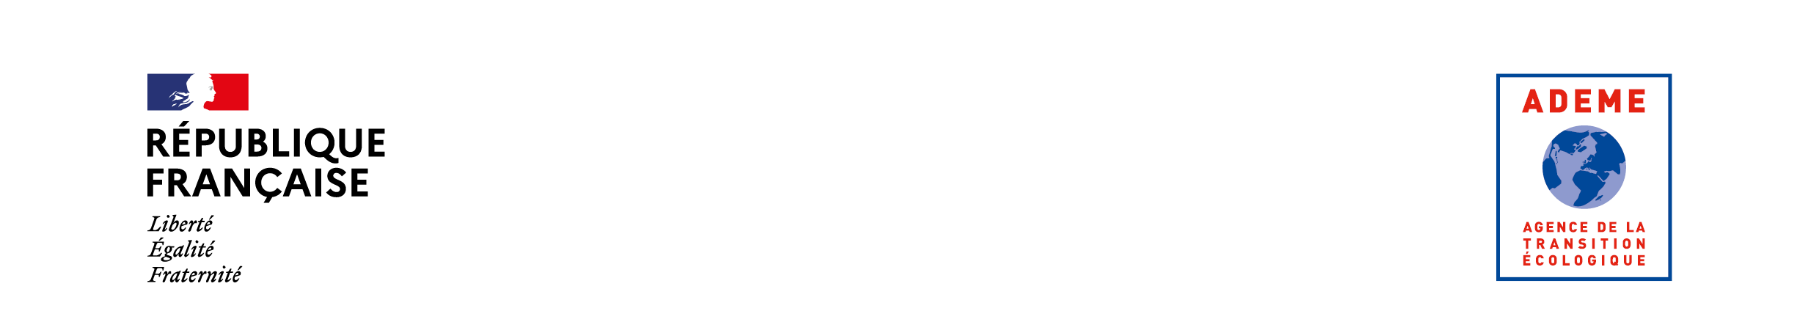 RÉPUBLIQUE
FRANÇAISE
Liberté
Égalité
Fraternité
ADEME
AGENCE DE LA
TRANSITION
ÉCOLOGIQUE